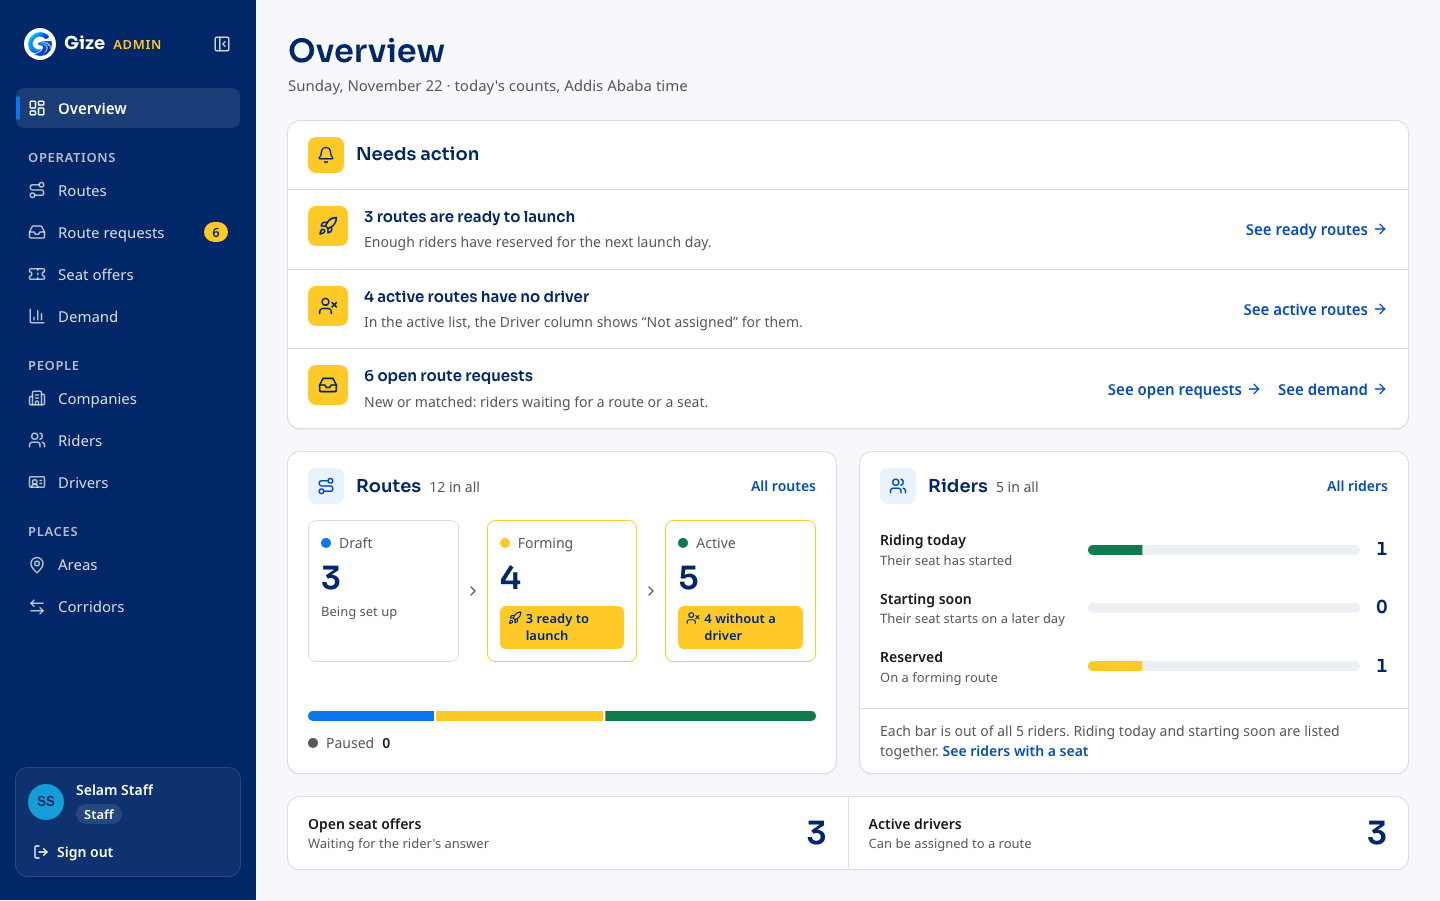 Gize ADMIN
Overview
OPERATIONS
Routes
Route requests 6
Seat offers
Demand
PEOPLE
Companies
Riders
Drivers
PLACES
Areas
Corridors
SS
Selam Staff
Staff
Sign out
Overview
Sunday, November 22 · today's counts, Addis Ababa time
Needs action
3 routes are ready to launch
Enough riders have reserved for the next launch day.
See ready routes →
4 active routes have no driver
In the active list, the Driver column shows “Not assigned” for them.
See active routes →
6 open route requests
New or matched: riders waiting for a route or a seat.
See open requests → See demand →
Routes 12 in all
All routes
Draft
3
Being set up
Forming
4
3 ready to
launch
Active
5
4 without a
driver
Paused 0
Riders 5 in all
All riders
Riding today
Their seat has started
1
Starting soon
Their seat starts on a later day
0
Reserved
On a forming route
1
Each bar is out of all 5 riders. Riding today and starting soon are listed
together. See riders with a seat
Open seat offers
Waiting for the rider's answer
3
Active drivers
Can be assigned to a route
3